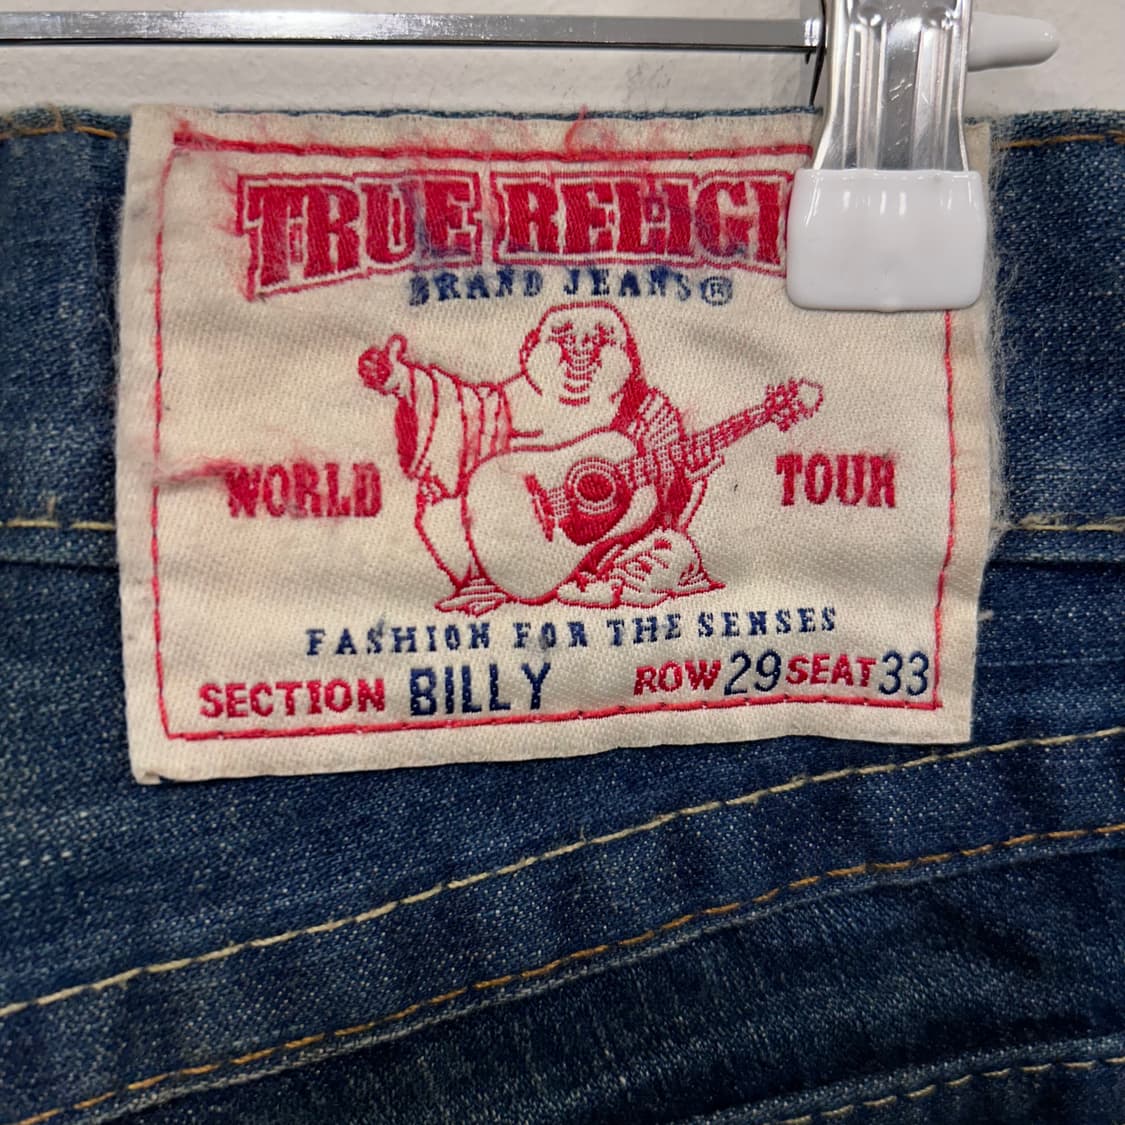 TRUE RELIGI
BRAND JEANS®
WORLD TOUR
FASHION FOR THE SENSES
SECTION BILLY ROW 29 SEAT 33